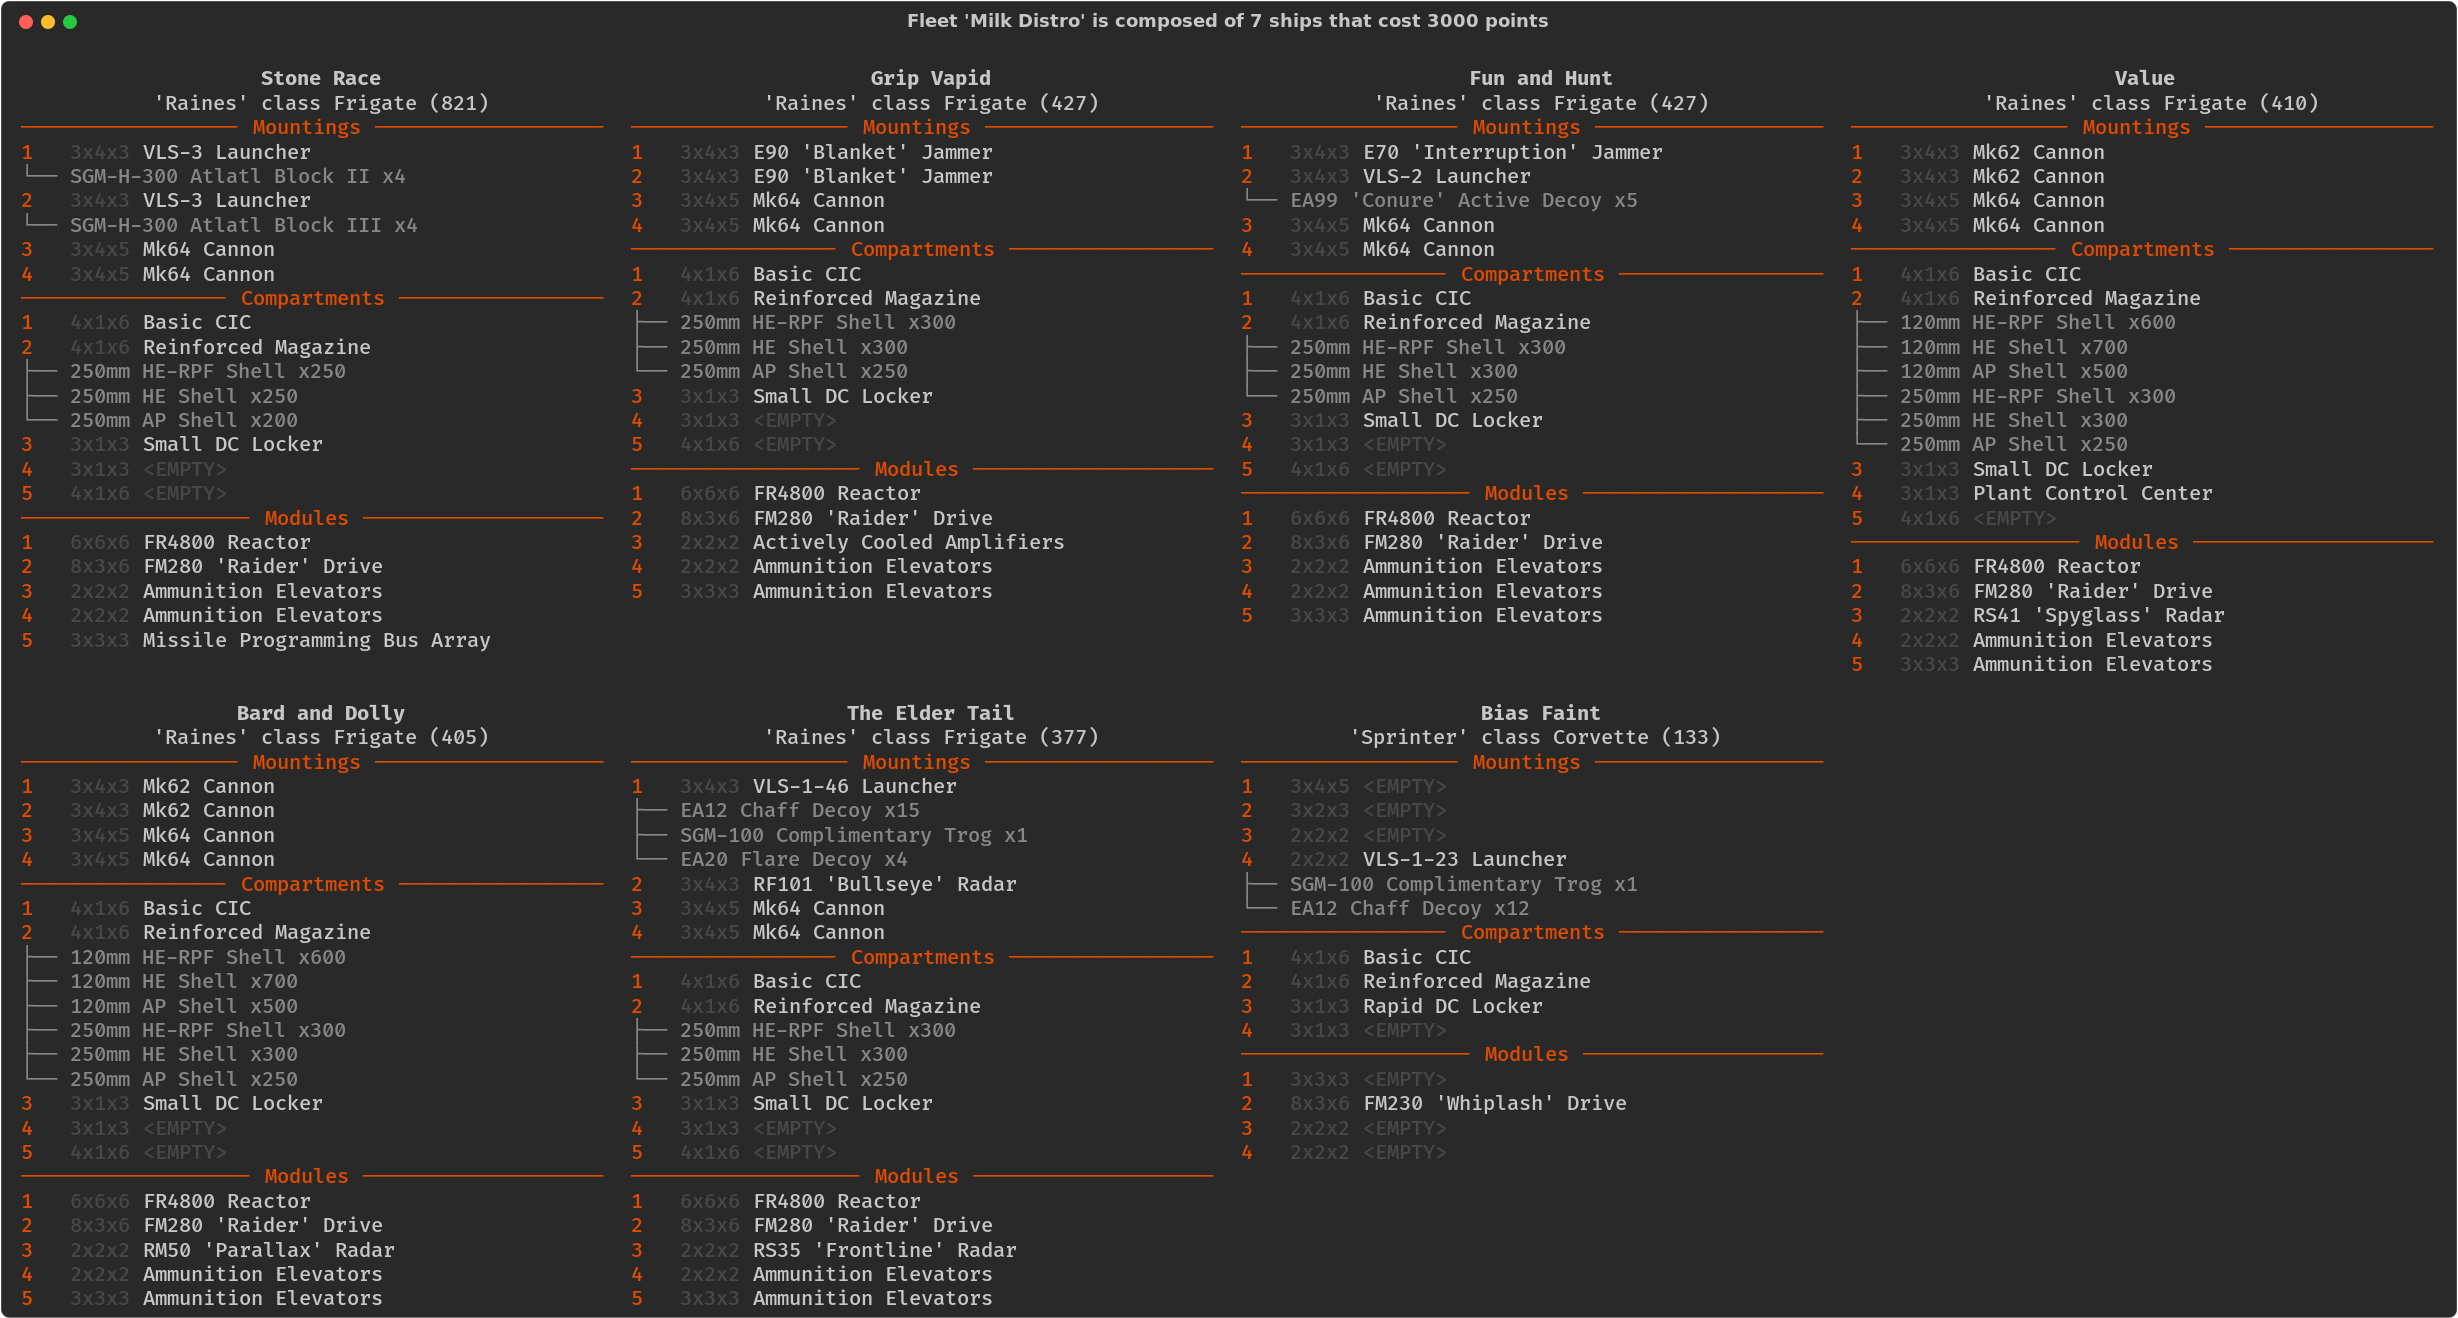 Fleet 'Milk Distro' is composed of 7 ships that cost 3000 points
Stone Race
'Raines' class Frigate (821)
Mountings
1 3x4x3 VLS-3 Launcher
SGM-H-300 Atlatl Block II x4
2 3x4x3 VLS-3 Launcher
SGM-H-300 Atlatl Block III x4
3 3x4x5 Mk64 Cannon
4 3x4x5 Mk64 Cannon
Compartments
1 4x1x6 Basic CIC
2 4x1x6 Reinforced Magazine
250mm HE-RPF Shell x250
250mm HE Shell x250
250mm AP Shell x200
3 3x1x3 Small DC Locker
4 3x1x3 <EMPTY>
5 4x1x6 <EMPTY>
Modules
1 6x6x6 FR4800 Reactor
2 8x3x6 FM280 'Raider' Drive
3 2x2x2 Ammunition Elevators
4 2x2x2 Ammunition Elevators
5 3x3x3 Missile Programming Bus Array
Grip Vapid
'Raines' class Frigate (427)
Mountings
1 3x4x3 E90 'Blanket' Jammer
2 3x4x3 E90 'Blanket' Jammer
3 3x4x5 Mk64 Cannon
4 3x4x5 Mk64 Cannon
Compartments
1 4x1x6 Basic CIC
2 4x1x6 Reinforced Magazine
250mm HE-RPF Shell x300
250mm HE Shell x300
250mm AP Shell x250
3 3x1x3 Small DC Locker
4 3x1x3 <EMPTY>
5 4x1x6 <EMPTY>
Modules
1 6x6x6 FR4800 Reactor
2 8x3x6 FM280 'Raider' Drive
3 2x2x2 Actively Cooled Amplifiers
4 2x2x2 Ammunition Elevators
5 3x3x3 Ammunition Elevators
Fun and Hunt
'Raines' class Frigate (427)
Mountings
1 3x4x3 E70 'Interruption' Jammer
2 3x4x3 VLS-2 Launcher
EA99 'Conure' Active Decoy x5
3 3x4x5 Mk64 Cannon
4 3x4x5 Mk64 Cannon
Compartments
1 4x1x6 Basic CIC
2 4x1x6 Reinforced Magazine
250mm HE-RPF Shell x300
250mm HE Shell x300
250mm AP Shell x250
3 3x1x3 Small DC Locker
4 3x1x3 <EMPTY>
5 4x1x6 <EMPTY>
Modules
1 6x6x6 FR4800 Reactor
2 8x3x6 FM280 'Raider' Drive
3 2x2x2 Ammunition Elevators
4 2x2x2 Ammunition Elevators
5 3x3x3 Ammunition Elevators
Value
'Raines' class Frigate (410)
Mountings
1 3x4x3 Mk62 Cannon
2 3x4x3 Mk62 Cannon
3 3x4x5 Mk64 Cannon
4 3x4x5 Mk64 Cannon
Compartments
1 4x1x6 Basic CIC
2 4x1x6 Reinforced Magazine
120mm HE-RPF Shell x600
120mm HE Shell x700
120mm AP Shell x500
250mm HE-RPF Shell x300
250mm HE Shell x300
250mm AP Shell x250
3 3x1x3 Small DC Locker
4 3x1x3 Plant Control Center
5 4x1x6 <EMPTY>
Modules
1 6x6x6 FR4800 Reactor
2 8x3x6 FM280 'Raider' Drive
3 2x2x2 RS41 'Spyglass' Radar
4 2x2x2 Ammunition Elevators
5 3x3x3 Ammunition Elevators
Bard and Dolly
'Raines' class Frigate (405)
Mountings
1 3x4x3 Mk62 Cannon
2 3x4x3 Mk62 Cannon
3 3x4x5 Mk64 Cannon
4 3x4x5 Mk64 Cannon
Compartments
1 4x1x6 Basic CIC
2 4x1x6 Reinforced Magazine
120mm HE-RPF Shell x600
120mm HE Shell x700
120mm AP Shell x500
250mm HE-RPF Shell x300
250mm HE Shell x300
250mm AP Shell x250
3 3x1x3 Small DC Locker
4 3x1x3 <EMPTY>
5 4x1x6 <EMPTY>
Modules
1 6x6x6 FR4800 Reactor
2 8x3x6 FM280 'Raider' Drive
3 2x2x2 RM50 'Parallax' Radar
4 2x2x2 Ammunition Elevators
5 3x3x3 Ammunition Elevators
The Elder Tail
'Raines' class Frigate (377)
Mountings
1 3x4x3 VLS-1-46 Launcher
EA12 Chaff Decoy x15
SGM-100 Complimentary Trog x1
EA20 Flare Decoy x4
2 3x4x3 RF101 'Bullseye' Radar
3 3x4x5 Mk64 Cannon
4 3x4x5 Mk64 Cannon
Compartments
1 4x1x6 Basic CIC
2 4x1x6 Reinforced Magazine
250mm HE-RPF Shell x300
250mm HE Shell x300
250mm AP Shell x250
3 3x1x3 Small DC Locker
4 3x1x3 <EMPTY>
5 4x1x6 <EMPTY>
Modules
1 6x6x6 FR4800 Reactor
2 8x3x6 FM280 'Raider' Drive
3 2x2x2 RS35 'Frontline' Radar
4 2x2x2 Ammunition Elevators
5 3x3x3 Ammunition Elevators
Bias Faint
'Sprinter' class Corvette (133)
Mountings
1 3x4x5 <EMPTY>
2 3x2x3 <EMPTY>
3 2x2x2 <EMPTY>
4 2x2x2 VLS-1-23 Launcher
SGM-100 Complimentary Trog x1
EA12 Chaff Decoy x12
Compartments
1 4x1x6 Basic CIC
2 4x1x6 Reinforced Magazine
3 3x1x3 Rapid DC Locker
4 3x1x3 <EMPTY>
Modules
1 3x3x3 <EMPTY>
2 8x3x6 FM230 'Whiplash' Drive
3 2x2x2 <EMPTY>
4 2x2x2 <EMPTY>